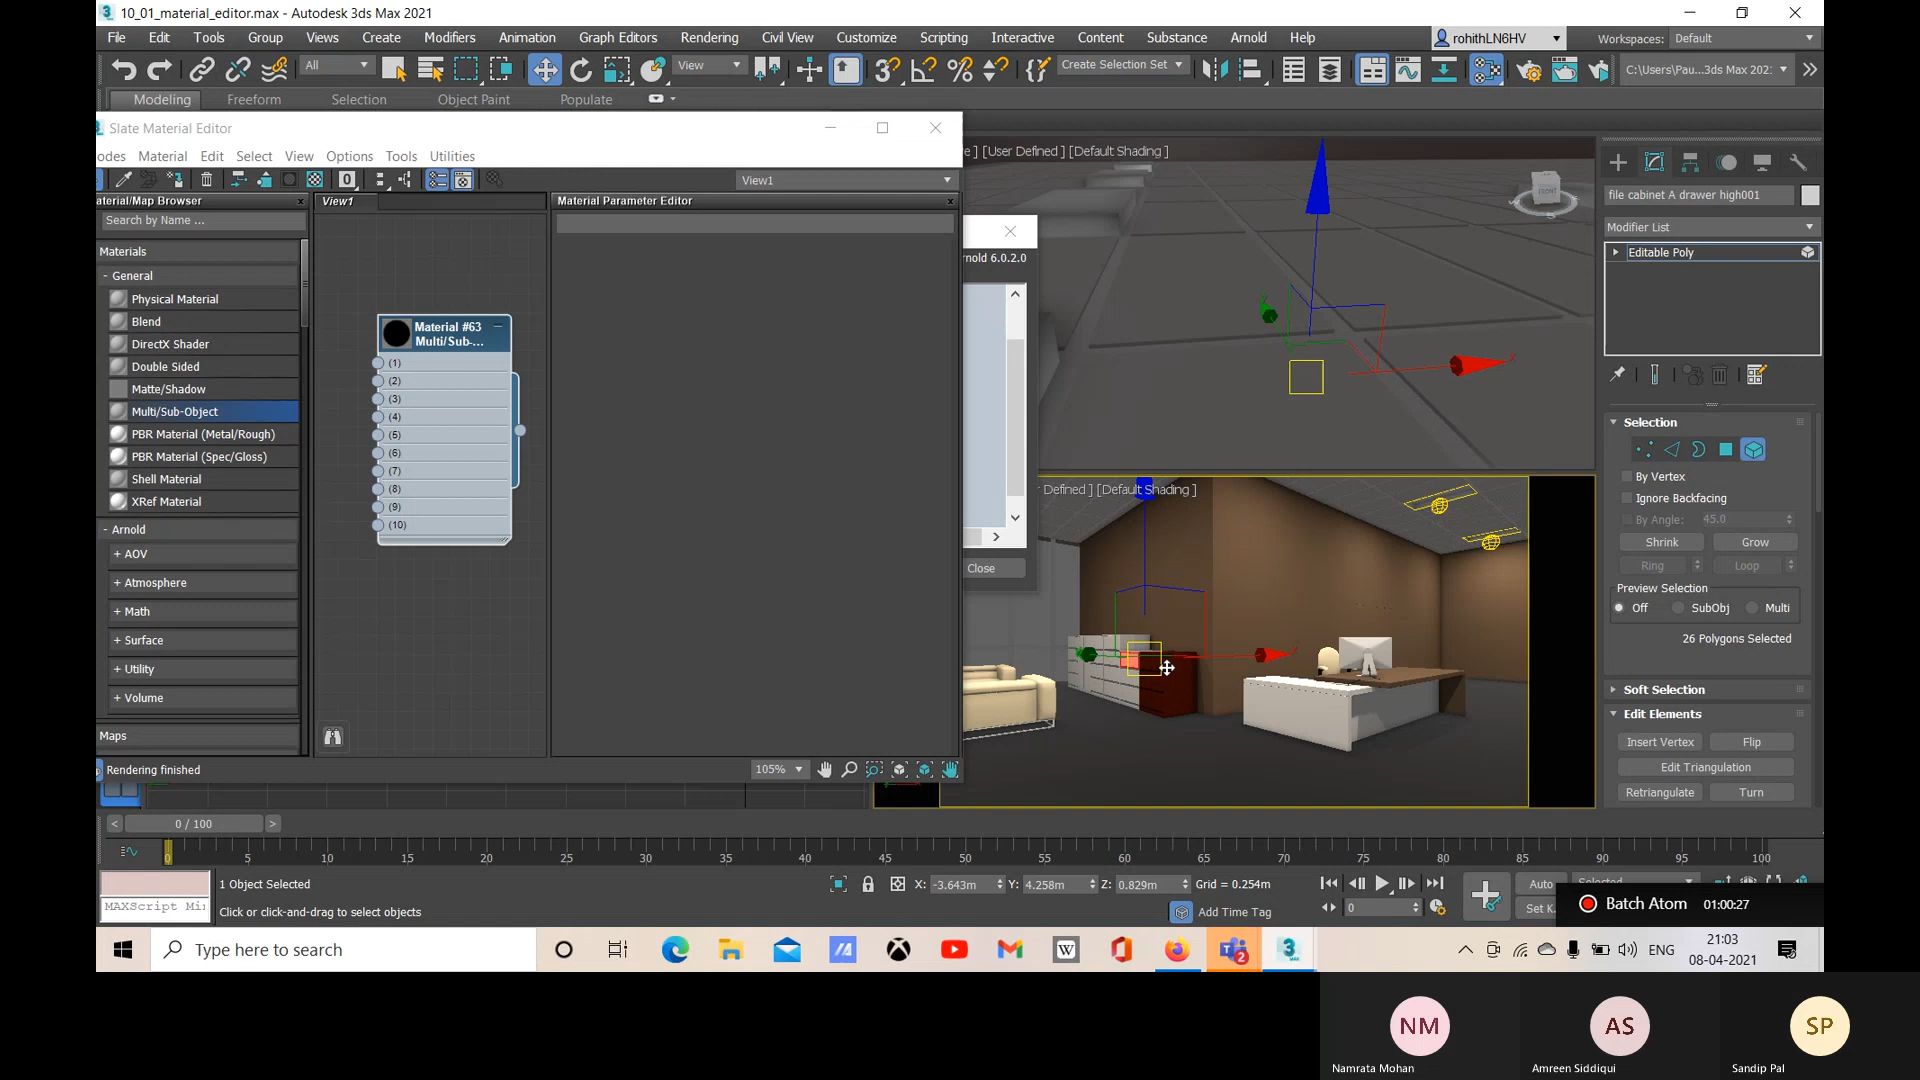 10_01_material_editor.max - Autodesk 3ds Max 2021
File Edit Tools Group Views Create Modifiers Animation Graph Editors Rendering Civil View Customize Scripting Interactive Content Substance Arnold Help rohithLN6HV Workspaces: Default
All View Create Selection Set C:\Users\Pau...3ds Max 202:
Modeling Freeform Selection Object Paint Populate
Slate Material Editor
odes Material Edit Select View Options Tools Utilities
View1
aterial/Map Browser
Search by Name ...
Materials
- General
Physical Material
Blend
DirectX Shader
Double Sided
Matte/Shadow
Multi/Sub-Object
PBR Material (Metal/Rough)
PBR Material (Spec/Gloss)
Shell Material
XRef Material
- Arnold
+ AOV
+ Atmosphere
+ Math
+ Surface
+ Utility
+ Volume
Maps
Rendering finished
View1
Material #63
Multi/Sub-...
(1)
(2)
(3)
(4)
(5)
(6)
(7)
(8)
(9)
(10)
Material Parameter Editor
105%
rnold 6.0.2.0
Close
e ] [User Defined ] [Default Shading ]
FRONT
Defined ] [Default Shading ]
file cabinet A drawer high001
Modifier List
Editable Poly
Selection
By Vertex
Ignore Backfacing
By Angle: 45.0
Shrink Grow
Ring Loop
Preview Selection
Off SubObj Multi
26 Polygons Selected
Soft Selection
Edit Elements
Insert Vertex Flip
Edit Triangulation
Retriangulate Turn
< 0 / 100 >
0 5 10 15 20 25 30 35 40 45 50 55 60 65 70 75 80 85 90 95 100
1 Object Selected X: -3.643m Y: 4.258m Z: 0.829m Grid = 0.254m Auto Selected
MAXScript Mi
Click or click-and-drag to select objects Add Time Tag 0 Set K.
Batch Atom 01:00:27
Type here to search
2
ENG
21:03
08-04-2021
NM
Namrata Mohan
AS
Amreen Siddiqui
SP
Sandip Pal